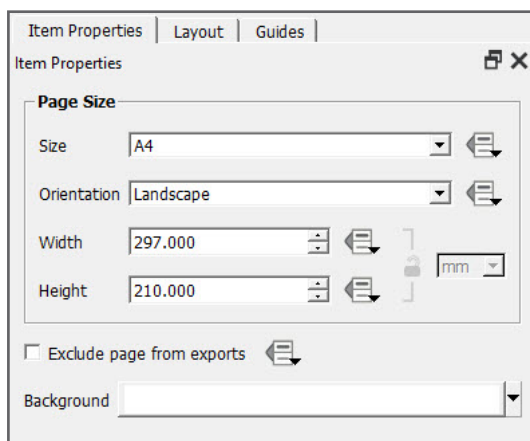 Item Properties Layout Guides
Item Properties
Page Size
Size A4
Orientation Landscape
Width 297.000
mm
Height 210.000
Exclude page from exports
Background